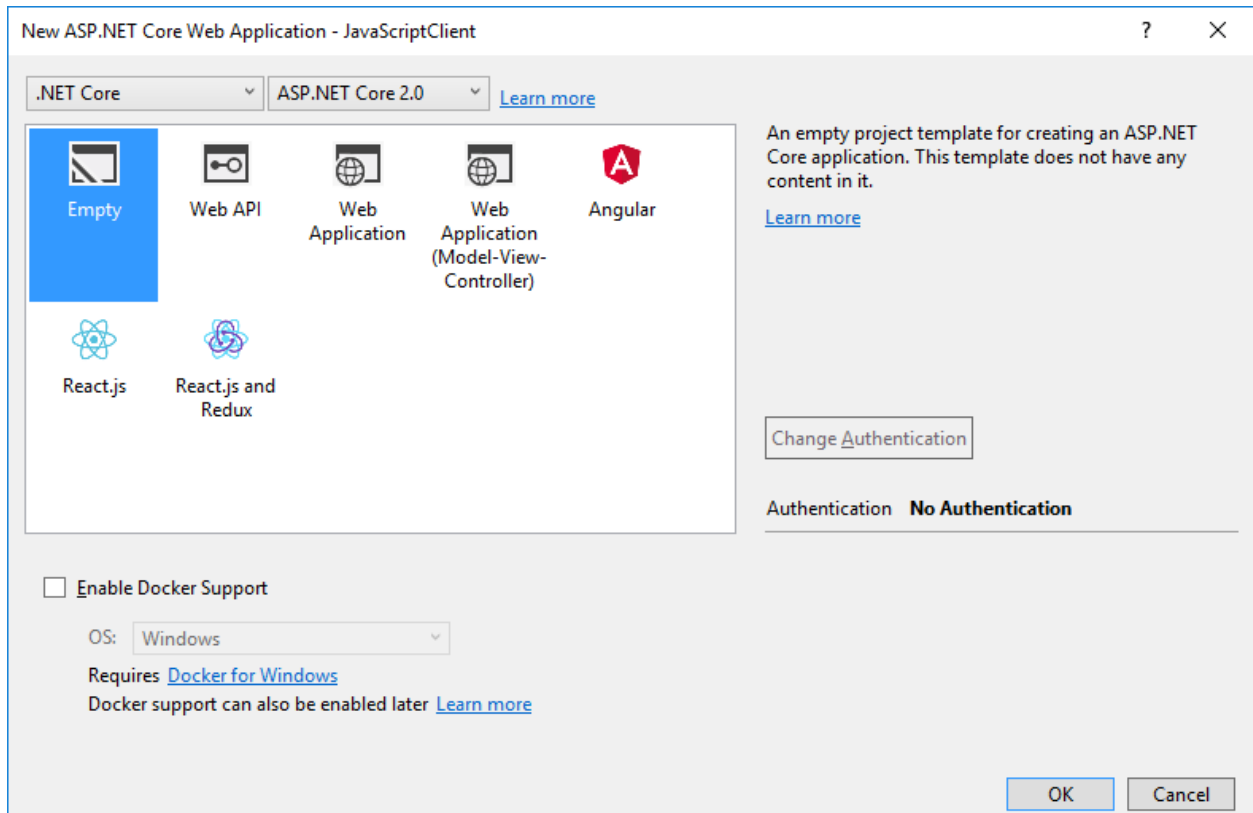 New ASP.NET Core Web Application - JavaScriptClient
?
.NET Core
ASP.NET Core 2.0
Learn more
Empty
Web API
Web
Application
Web
Application
(Model-View-
Controller)
Angular
React.js
React.js and
Redux
An empty project template for creating an ASP.NET
Core application. This template does not have any
content in it.
Learn more
Change Authentication
Authentication No Authentication
Enable Docker Support
OS: Windows
Requires Docker for Windows
Docker support can also be enabled later Learn more
OK
Cancel